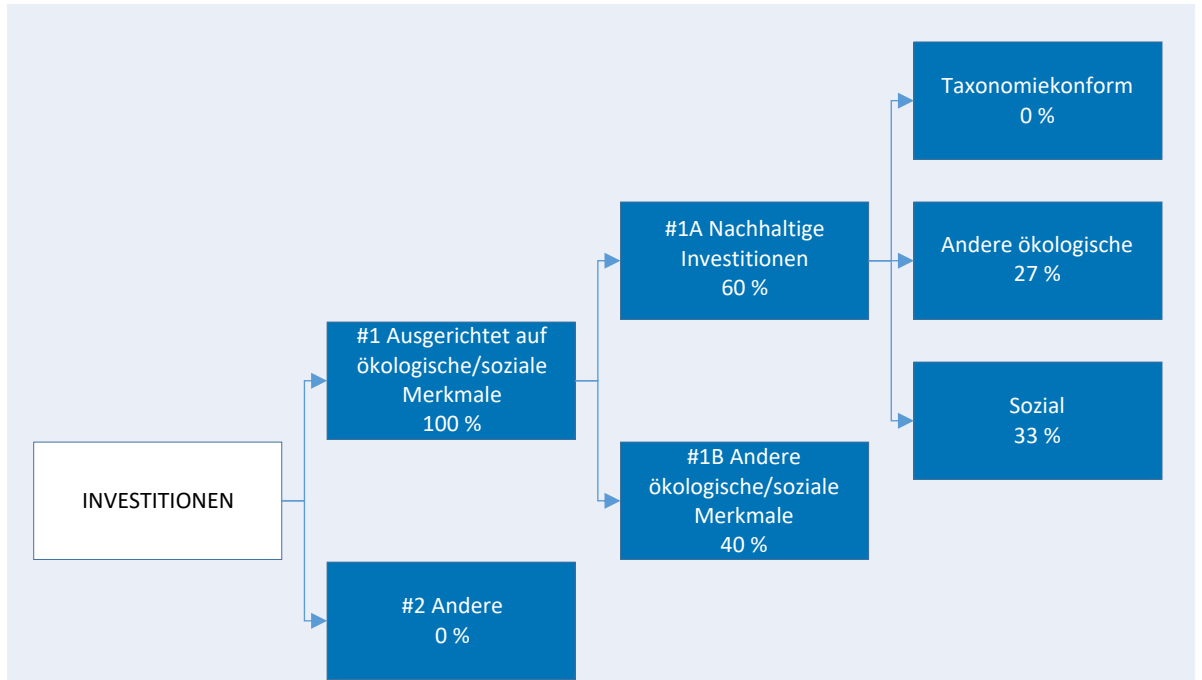 INVESTITIONEN
#1 Ausgerichtet auf
ökologische/soziale
Merkmale
100 %
#2 Andere
0 %
#1A Nachhaltige
Investitionen
60 %
#1B Andere
ökologische/soziale
Merkmale
40 %
Taxonomiekonform
0 %
Andere ökologische
27 %
Sozial
33 %